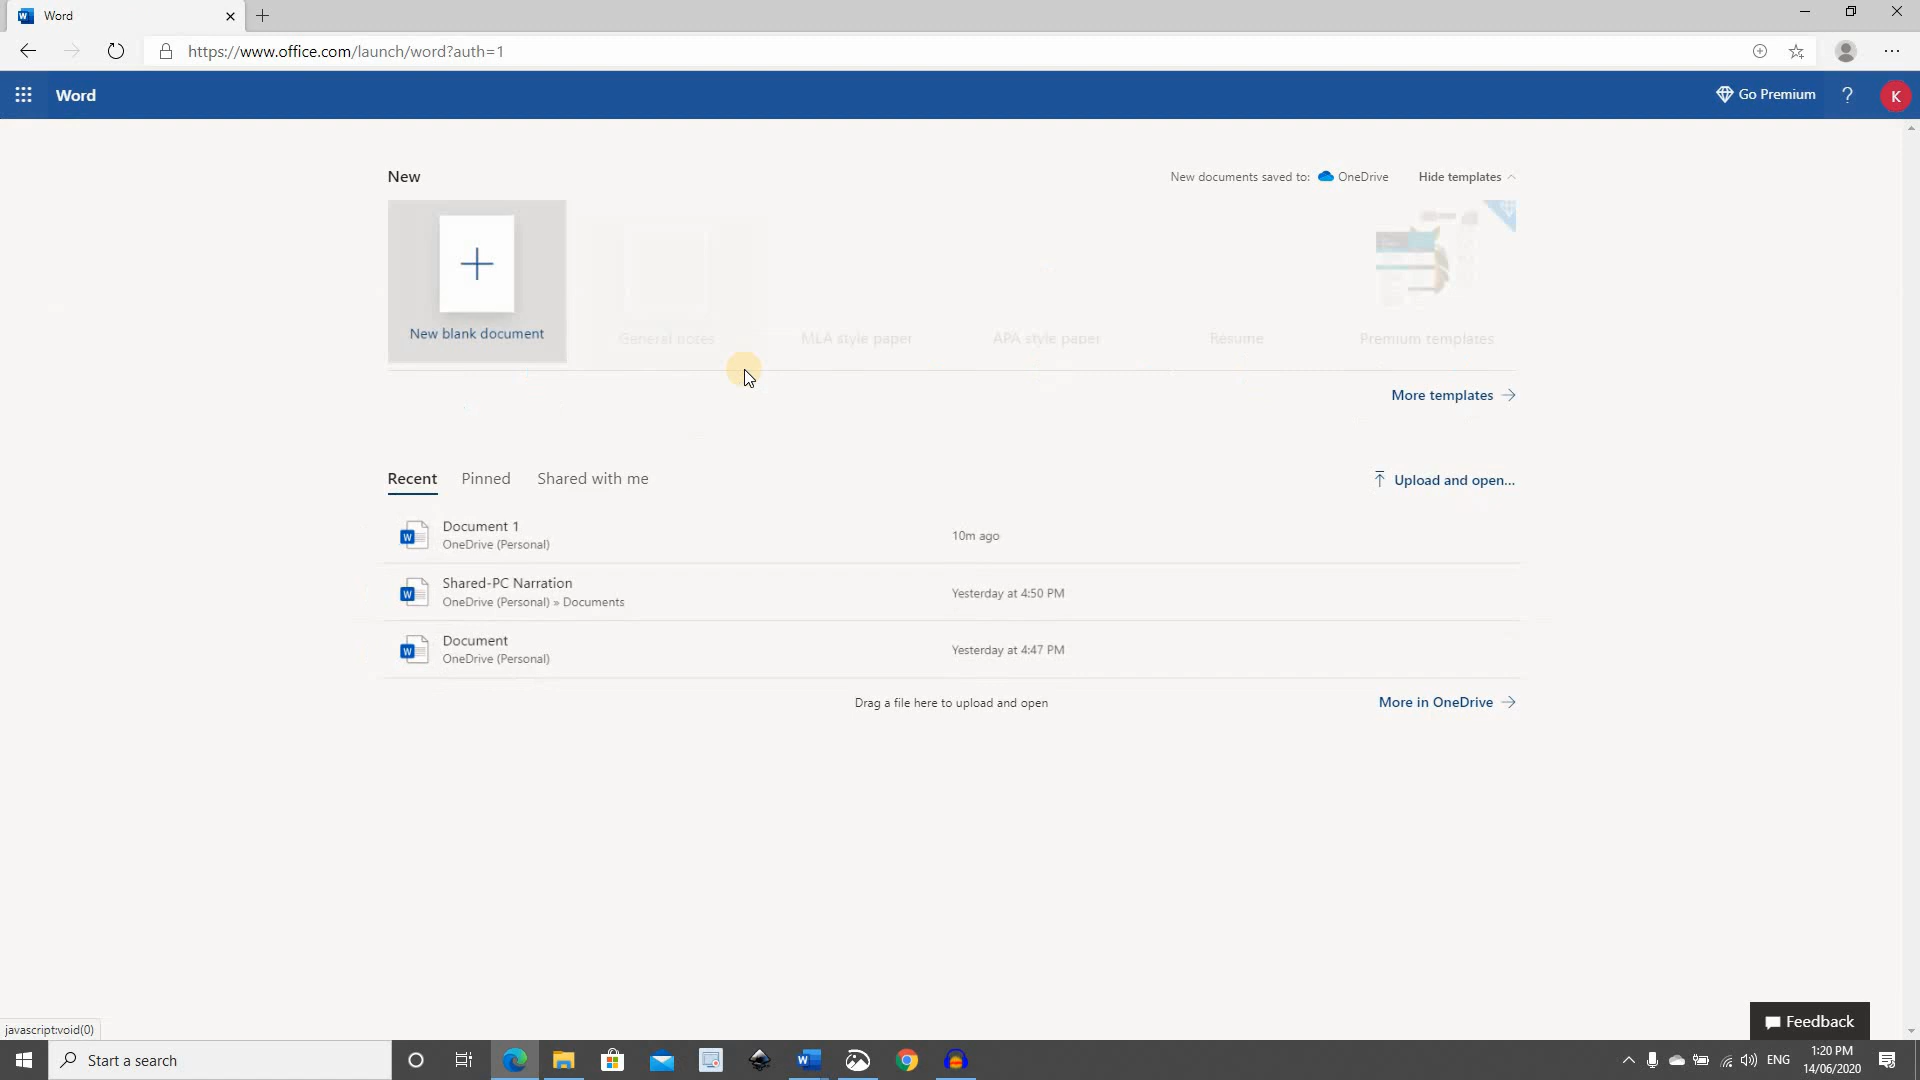 Word
https://www.office.com/launch/word?auth=1
Word
Go Premium
?
K
New
New documents saved to: OneDrive
Hide templates
New blank document
General notes
MLA style paper
APA style paper
Resume
Premium templates
More templates
Recent
Pinned
Shared with me
Upload and open...
Document 1
OneDrive (Personal)
10m ago
Shared-PC Narration
OneDrive (Personal) » Documents
Yesterday at 4:50 PM
Document
OneDrive (Personal)
Yesterday at 4:47 PM
Drag a file here to upload and open
More in OneDrive
Feedback
javascript:void(0)
Start a search
ENG
1:20 PM
14/06/2020